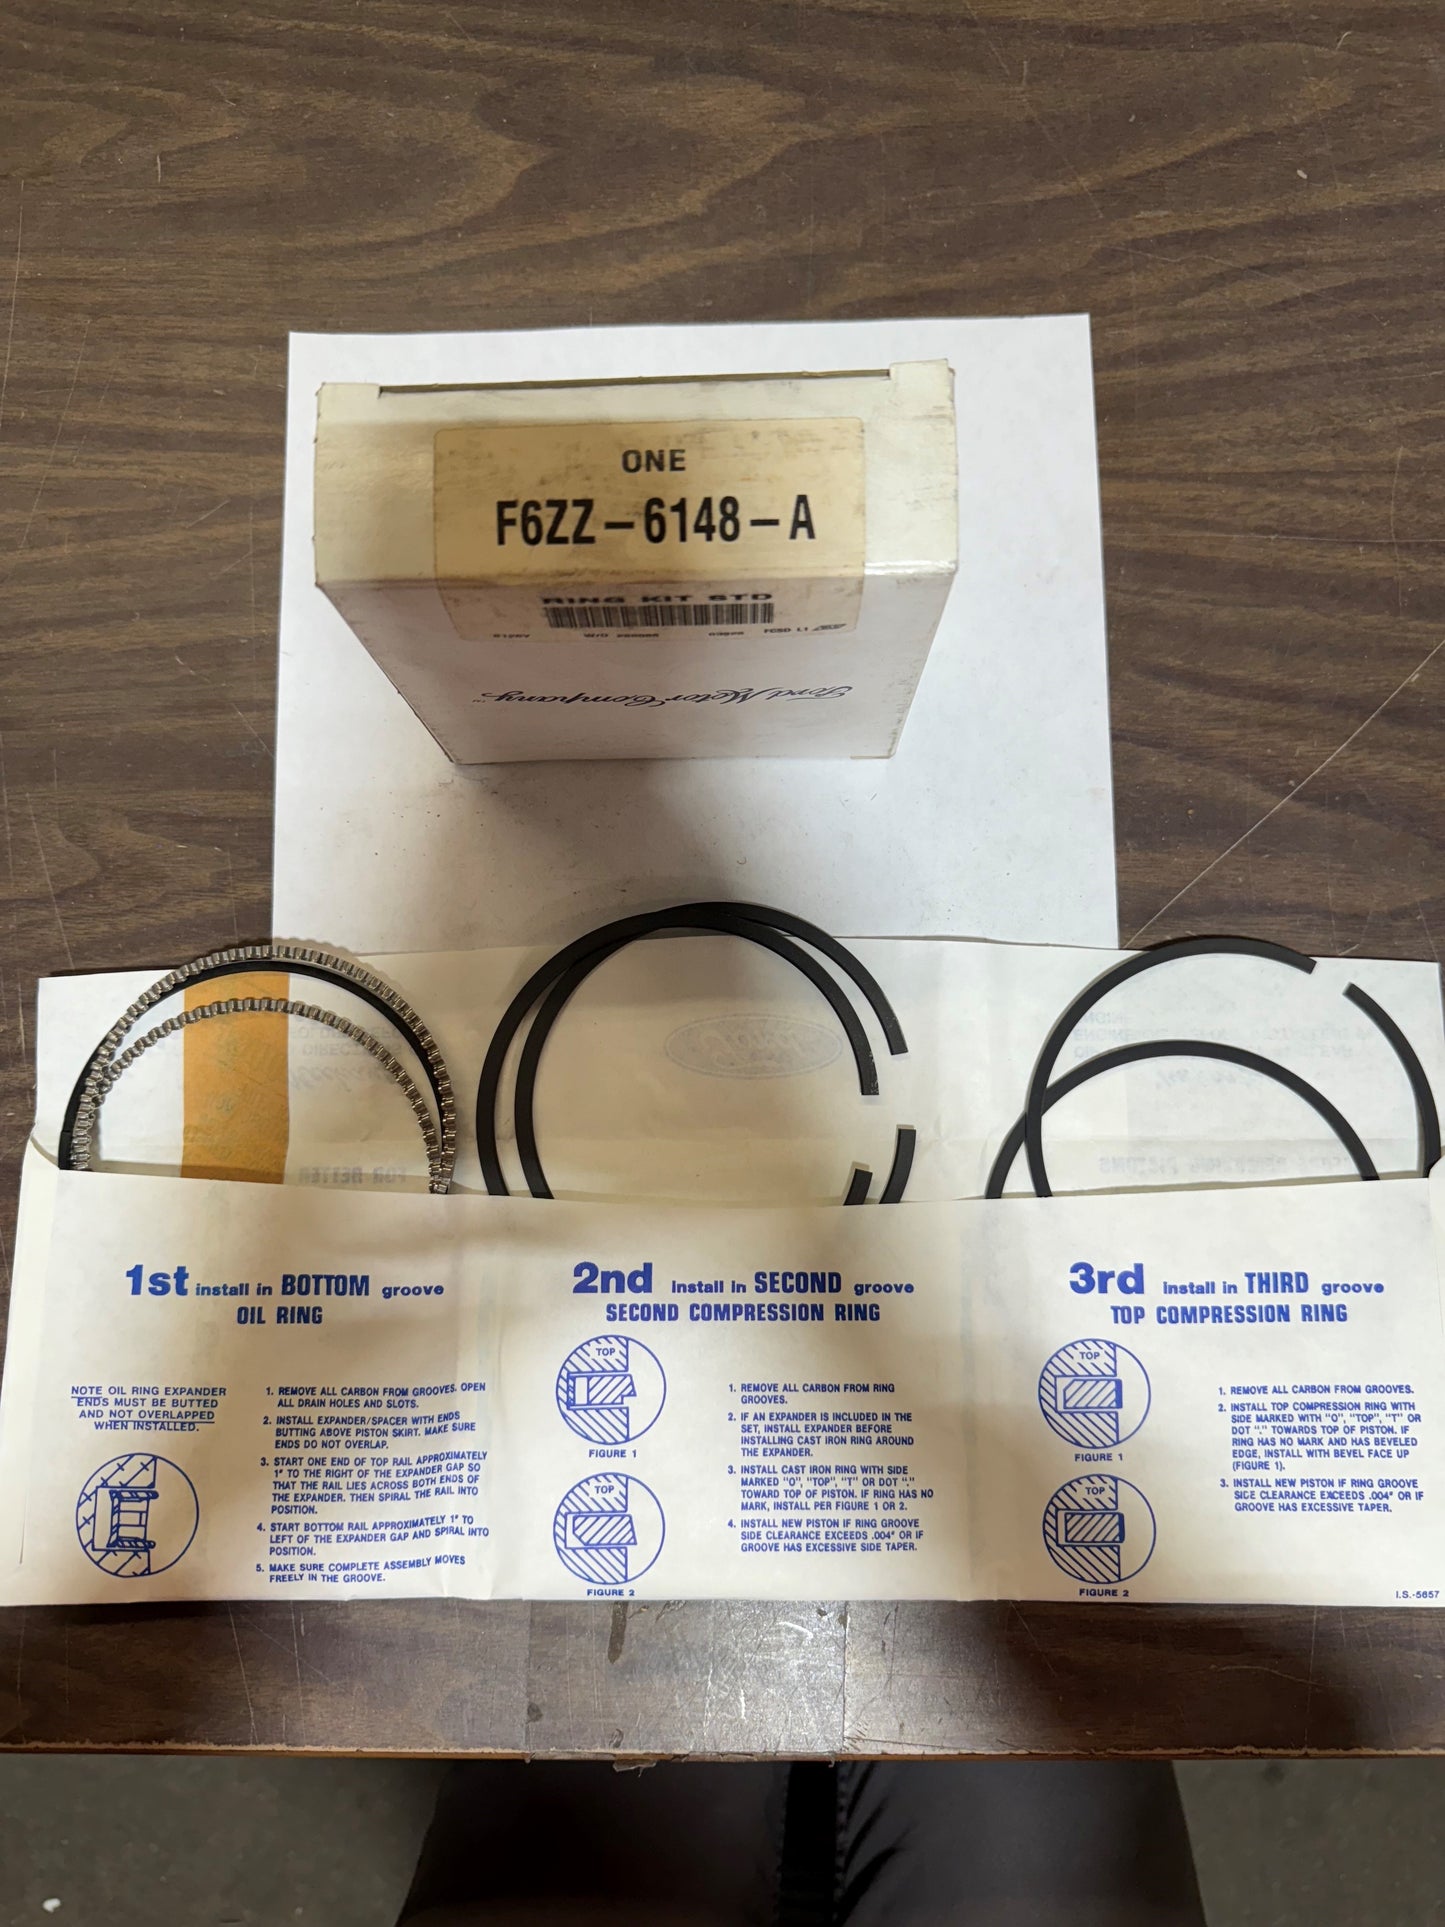 ONE
F6ZZ-6148-A
RING KIT STD
Ford Motor Company
1st install in BOTTOM groove
OIL RING
NOTE OIL RING EXPANDER
ENDS MUST BE BUTTED
AND NOT OVERLAPPED
WHEN INSTALLED.
1. REMOVE ALL CARBON FROM GROOVES. OPEN
ALL DRAIN HOLES AND SLOTS.
2. INSTALL EXPANDER/SPACER WITH ENDS
BUTTING ABOVE PISTON SKIRT. MAKE SURE
ENDS DO NOT OVERLAP.
3. START ONE END OF TOP RAIL APPROXIMATELY
1" TO THE RIGHT OF THE EXPANDER GAP SO
THAT THE RAIL LIES ACROSS BOTH ENDS OF
THE EXPANDER. THEN SPIRAL THE RAIL INTO
POSITION.
4. START BOTTOM RAIL APPROXIMATELY 1" TO
LEFT OF THE EXPANDER GAP AND SPIRAL INTO
POSITION.
5. MAKE SURE COMPLETE ASSEMBLY MOVES
FREELY IN THE GROOVE.
2nd install in SECOND groove
SECOND COMPRESSION RING
TOP
FIGURE 1
TOP
FIGURE 2
1. REMOVE ALL CARBON FROM RING
GROOVES.
2. IF AN EXPANDER IS INCLUDED IN THE
SET, INSTALL EXPANDER BEFORE
INSTALLING CAST IRON RING AROUND
THE EXPANDER.
3. INSTALL CAST IRON RING WITH SIDE
MARKED "O", "TOP", "T" OR DOT "."
TOWARD TOP OF PISTON. IF RING HAS NO
MARK, INSTALL PER FIGURE 1 OR 2.
4. INSTALL NEW PISTON IF RING GROOVE
SIDE CLEARANCE EXCEEDS .004" OR IF
GROOVE HAS EXCESSIVE SIDE TAPER.
3rd install in THIRD groove
TOP COMPRESSION RING
TOP
FIGURE 1
TOP
FIGURE 2
1. REMOVE ALL CARBON FROM GROOVES.
2. INSTALL TOP COMPRESSION RING WITH
SIDE MARKED WITH "O", "TOP", "T" OR
DOT "." TOWARDS TOP OF PISTON. IF
RING HAS NO MARK AND HAS BEVELED
EDGE, INSTALL WITH BEVEL FACE UP
(FIGURE 1).
3. INSTALL NEW PISTON IF RING GROOVE
SIDE CLEARANCE EXCEEDS .004" OR IF
GROOVE HAS EXCESSIVE TAPER.
I.S.-5657